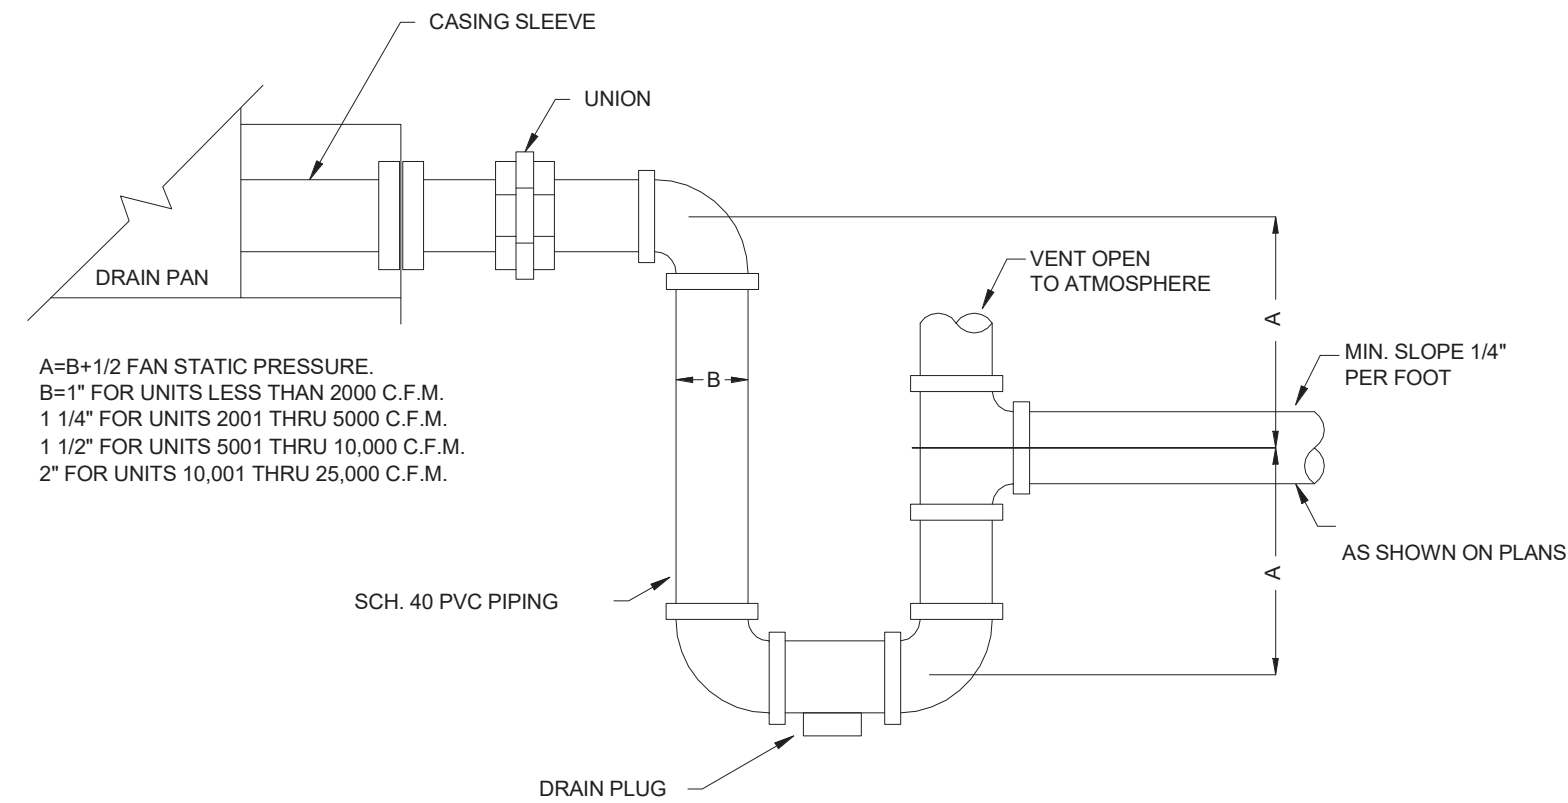 CASING SLEEVE
UNION
DRAIN PAN
VENT OPEN
TO ATMOSPHERE
A
MIN. SLOPE 1/4"
PER FOOT
A=B+1/2 FAN STATIC PRESSURE.
B=1" FOR UNITS LESS THAN 2000 C.F.M.
1 1/4" FOR UNITS 2001 THRU 5000 C.F.M.
1 1/2" FOR UNITS 5001 THRU 10,000 C.F.M.
2" FOR UNITS 10,001 THRU 25,000 C.F.M.
B
AS SHOWN ON PLANS
A
SCH. 40 PVC PIPING
DRAIN PLUG